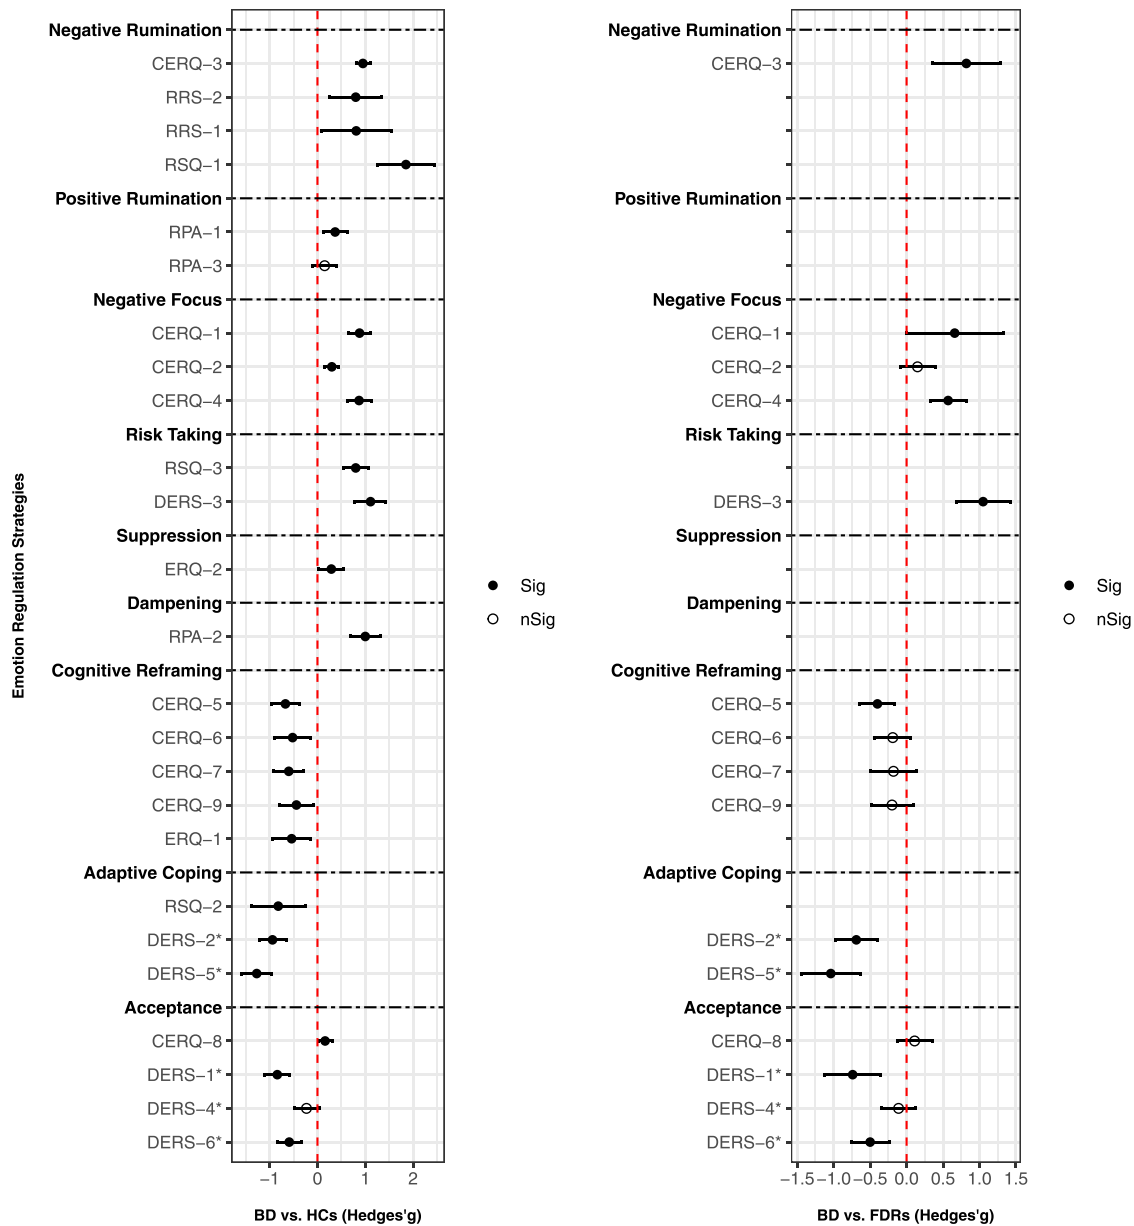 Emotion Regulation Strategies
Negative Rumination
CERQ−3
RRS−2
RRS−1
RSQ−1
Positive Rumination
RPA−1
RPA−3
Negative Focus
CERQ−1
CERQ−2
CERQ−4
Risk Taking
RSQ−3
DERS−3
Suppression
ERQ−2
Dampening
RPA−2
Cognitive Reframing
CERQ−5
CERQ−6
CERQ−7
CERQ−9
ERQ−1
Adaptive Coping
RSQ−2
DERS−2*
DERS−5*
Acceptance
CERQ−8
DERS−1*
DERS−4*
DERS−6*
−1 0 1 2
BD vs. HCs (Hedges'g)
Sig
nSig
Negative Rumination
CERQ−3
Positive Rumination
Negative Focus
CERQ−1
CERQ−2
CERQ−4
Risk Taking
DERS−3
Suppression
Dampening
Cognitive Reframing
CERQ−5
CERQ−6
CERQ−7
CERQ−9
Adaptive Coping
DERS−2*
DERS−5*
Acceptance
CERQ−8
DERS−1*
DERS−4*
DERS−6*
−1.5 −1.0 −0.5 0.0 0.5 1.0 1.5
BD vs. FDRs (Hedges'g)
Sig
nSig